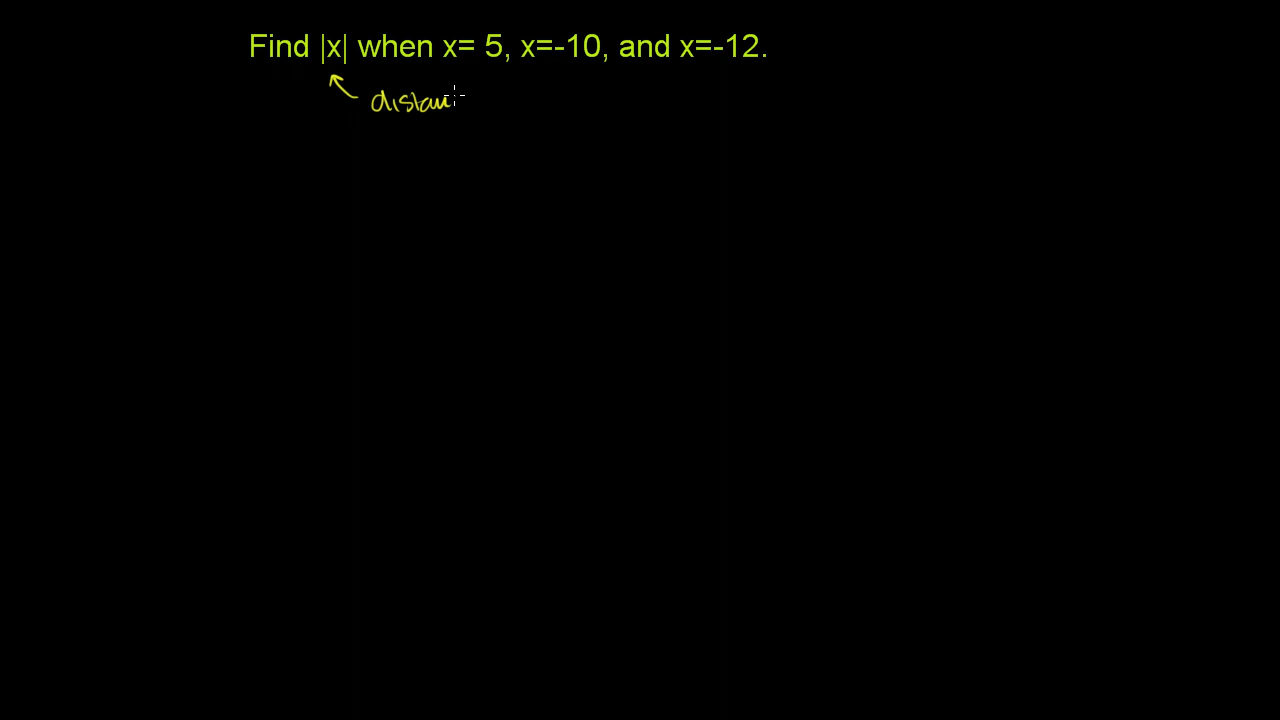 Find |x| when x= 5, x=-10, and x=-12.
distan